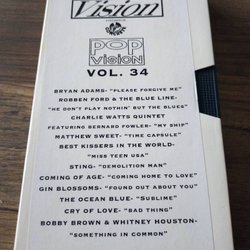 Vision
POP
VISION
VOL. 34
BRYAN ADAMS- "PLEASE FORGIVE ME"
ROBBEN FORD & THE BLUE LINE-
"HE DON'T PLAY NOTHIN' BUT THE BLUES"
CHARLIE WATTS QUINTET
FEATURING BERNARD FOWLER- "MY SHIP"
MATTHEW SWEET- "TIME CAPSULE"
BEST KISSERS IN THE WORLD-
"MISS TEEN USA"
STING- "DEMOLITION MAN"
COMING OF AGE- "COMING HOME TO LOVE"
GIN BLOSSOMS- "FOUND OUT ABOUT YOU"
THE OCEAN BLUE- "SUBLIME"
CRY OF LOVE- "BAD THING"
BOBBY BROWN & WHITNEY HOUSTON-
"SOMETHING IN COMMON"